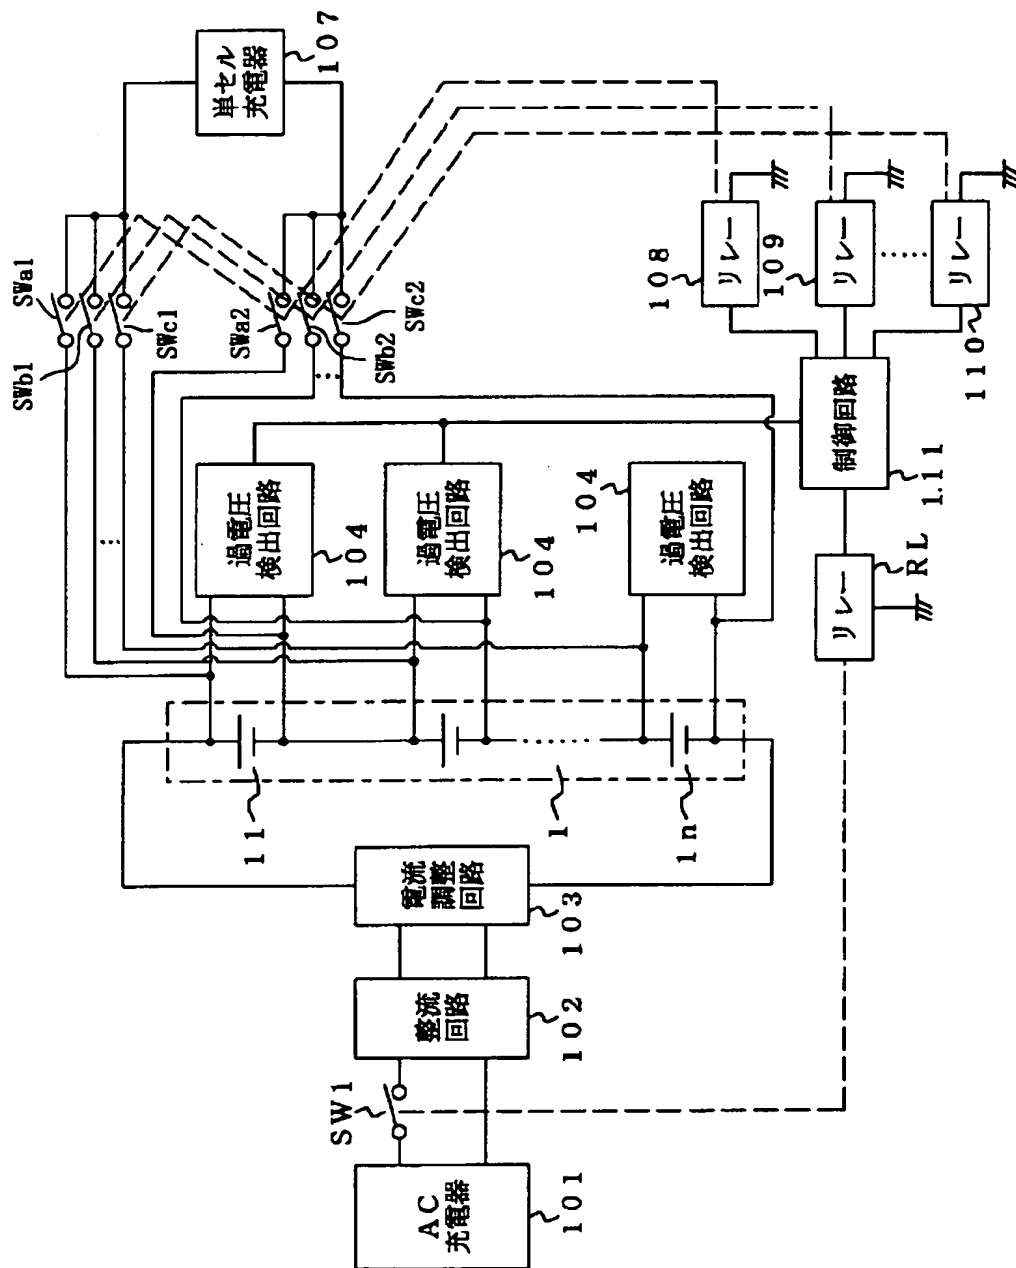 単セル
充電器
107
SWa1
SWb1
SWc1
SWa2
SWb2
SWc2
過電圧
検出回路
104
過電圧
検出回路
104
過電圧
検出回路
104
リレー
108
リレー
109
リレー
110
制御回路
1.11
リレー
RL
11
1
1n
電流
調整
回路
103
整流
回路
102
SW1
AC
充電器
101